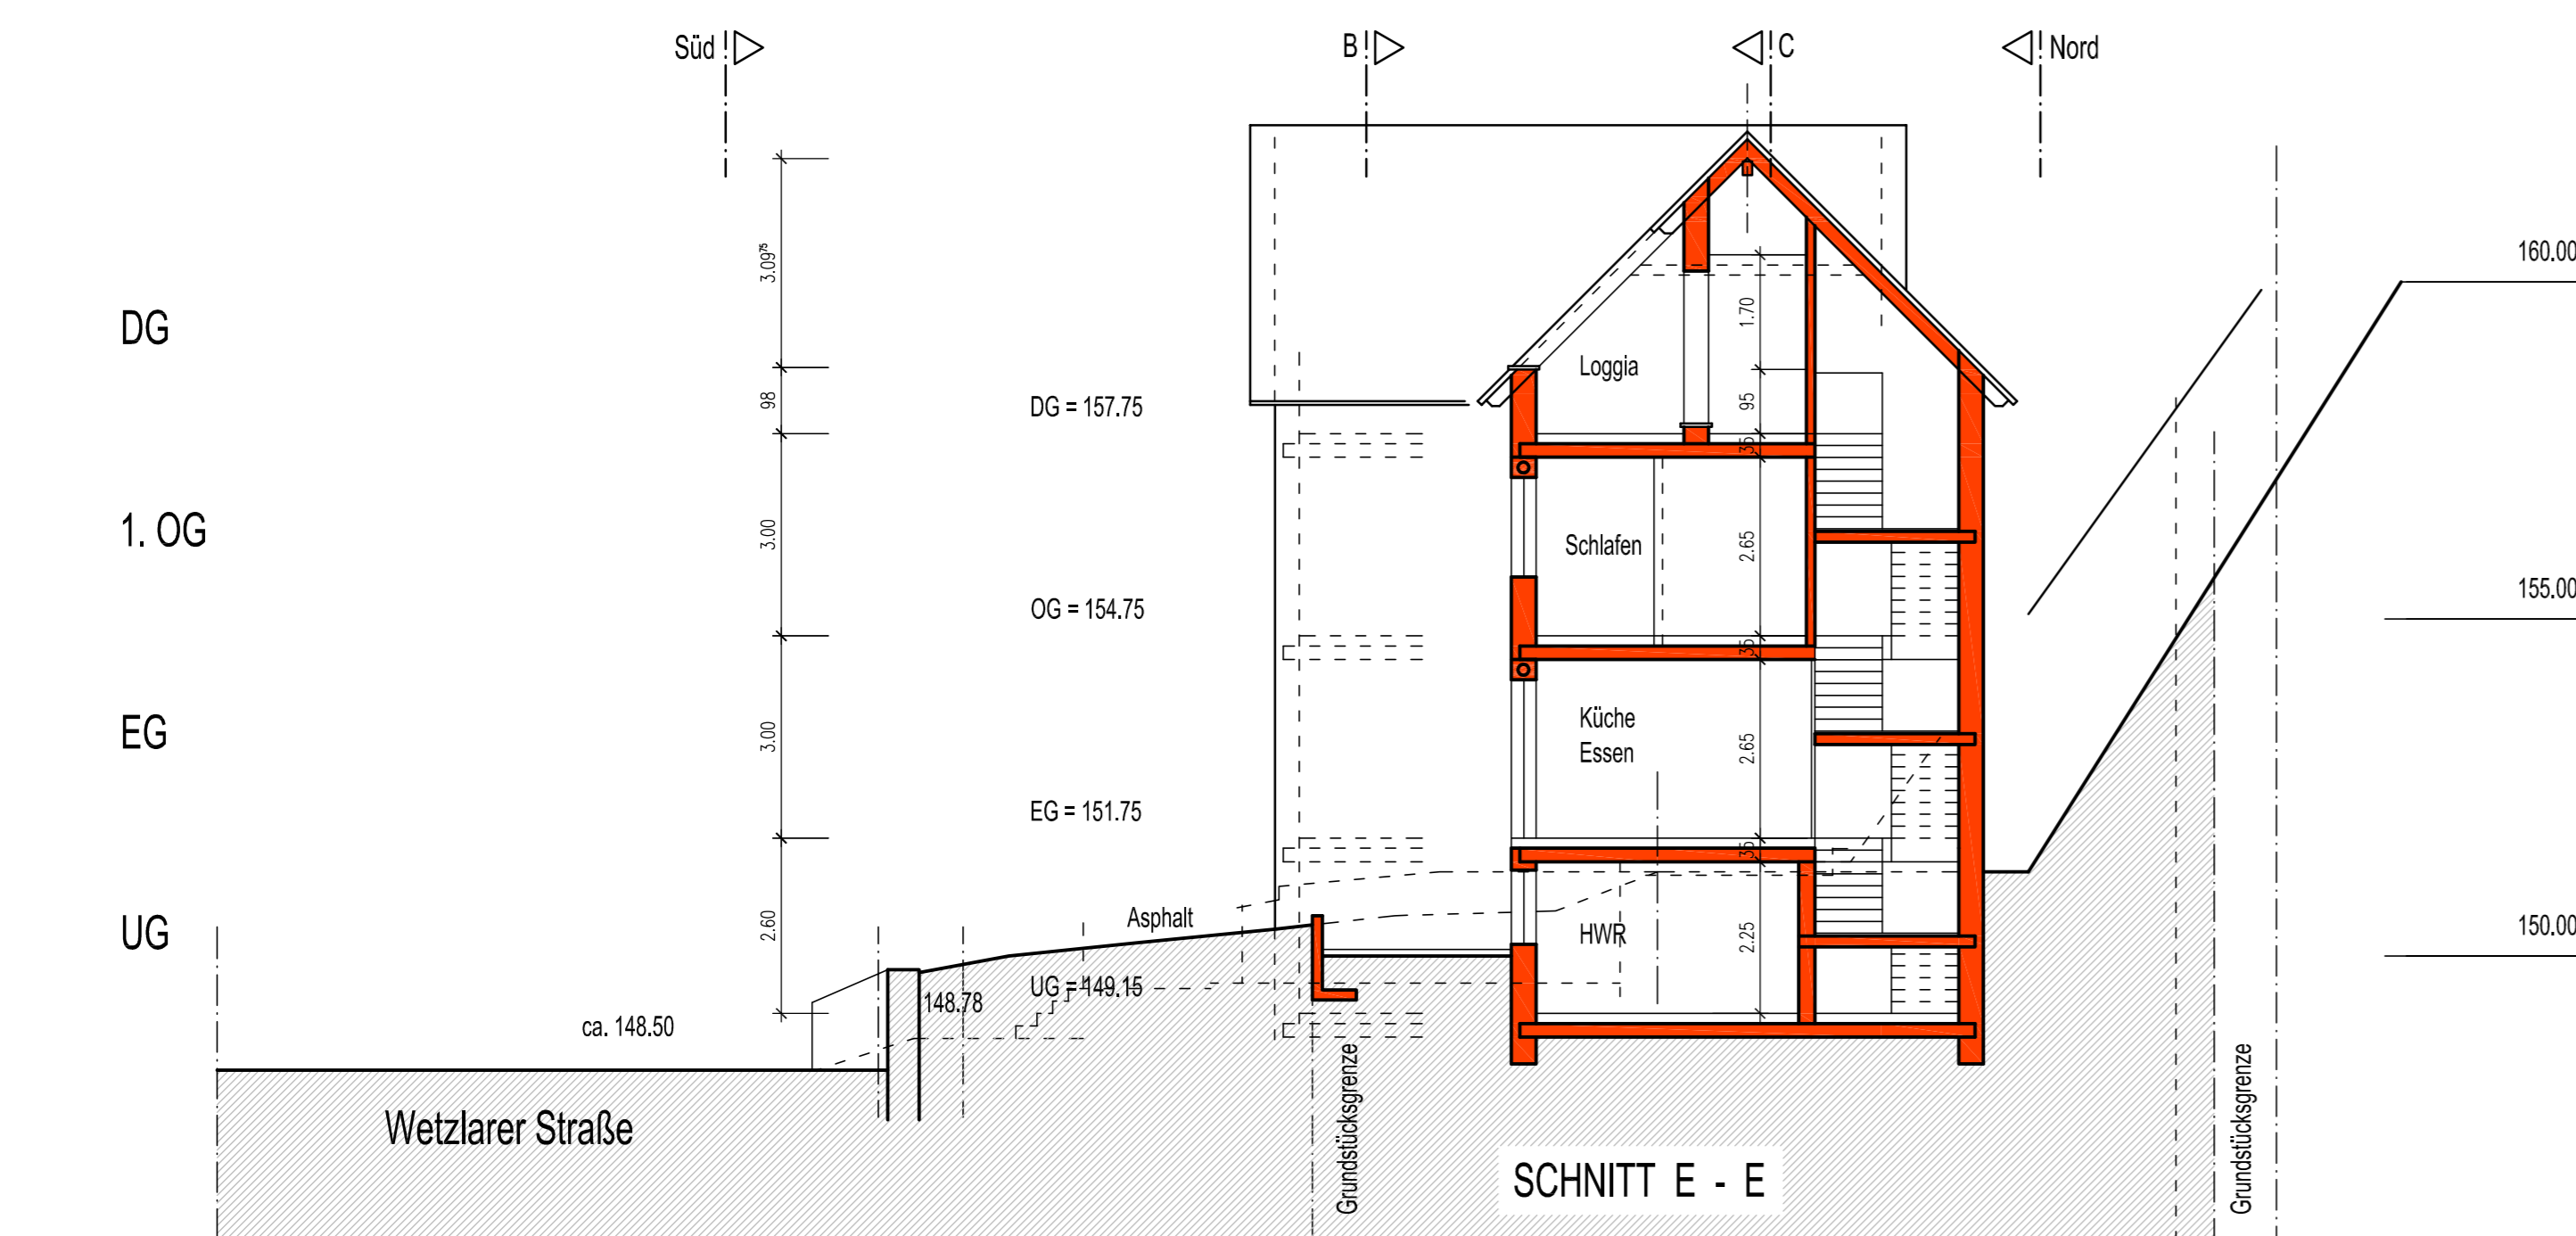 Süd
B
C
Nord
3.09⁷⁵
160.00
DG
1.70
Loggia
98
DG = 157.75
95
35
1. OG
3.00
Schlafen
2.65
155.00
OG = 154.75
35
EG
3.00
Küche
Essen
2.65
EG = 151.75
35
UG
2.60
Asphalt
HWR
2.25
150.00
UG = 149.15
148.78
ca. 148.50
Wetzlarer Straße
Grundstücksgrenze
Grundstücksgrenze
SCHNITT E - E